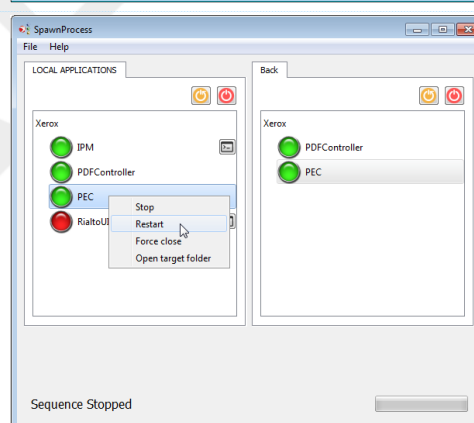 SpawnProcess
File Help
LOCAL APPLICATIONS
Xerox
IPM
PDFController
PEC
RialtoUI
Stop
Restart
Force close
Open target folder
Back
Xerox
PDFController
PEC
Sequence Stopped